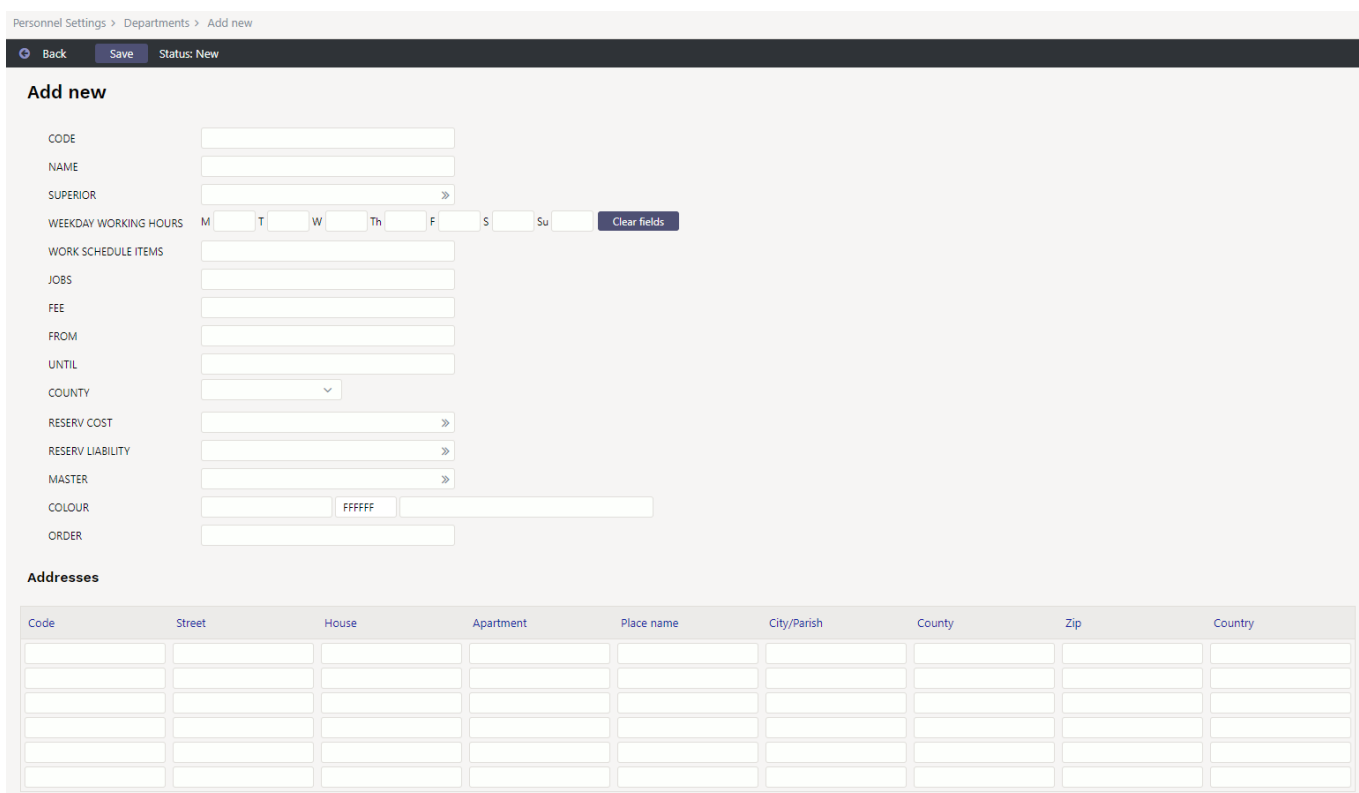 Personnel Settings > Departments > Add new
Back Save Status: New
Add new
CODE
NAME
SUPERIOR »
WEEKDAY WORKING HOURS M T W Th F S Su Clear fields
WORK SCHEDULE ITEMS
JOBS
FEE
FROM
UNTIL
COUNTY
RESERV COST »
RESERV LIABILITY »
MASTER »
COLOUR FFFFFF
ORDER
Addresses
Code Street House Apartment Place name City/Parish County Zip Country